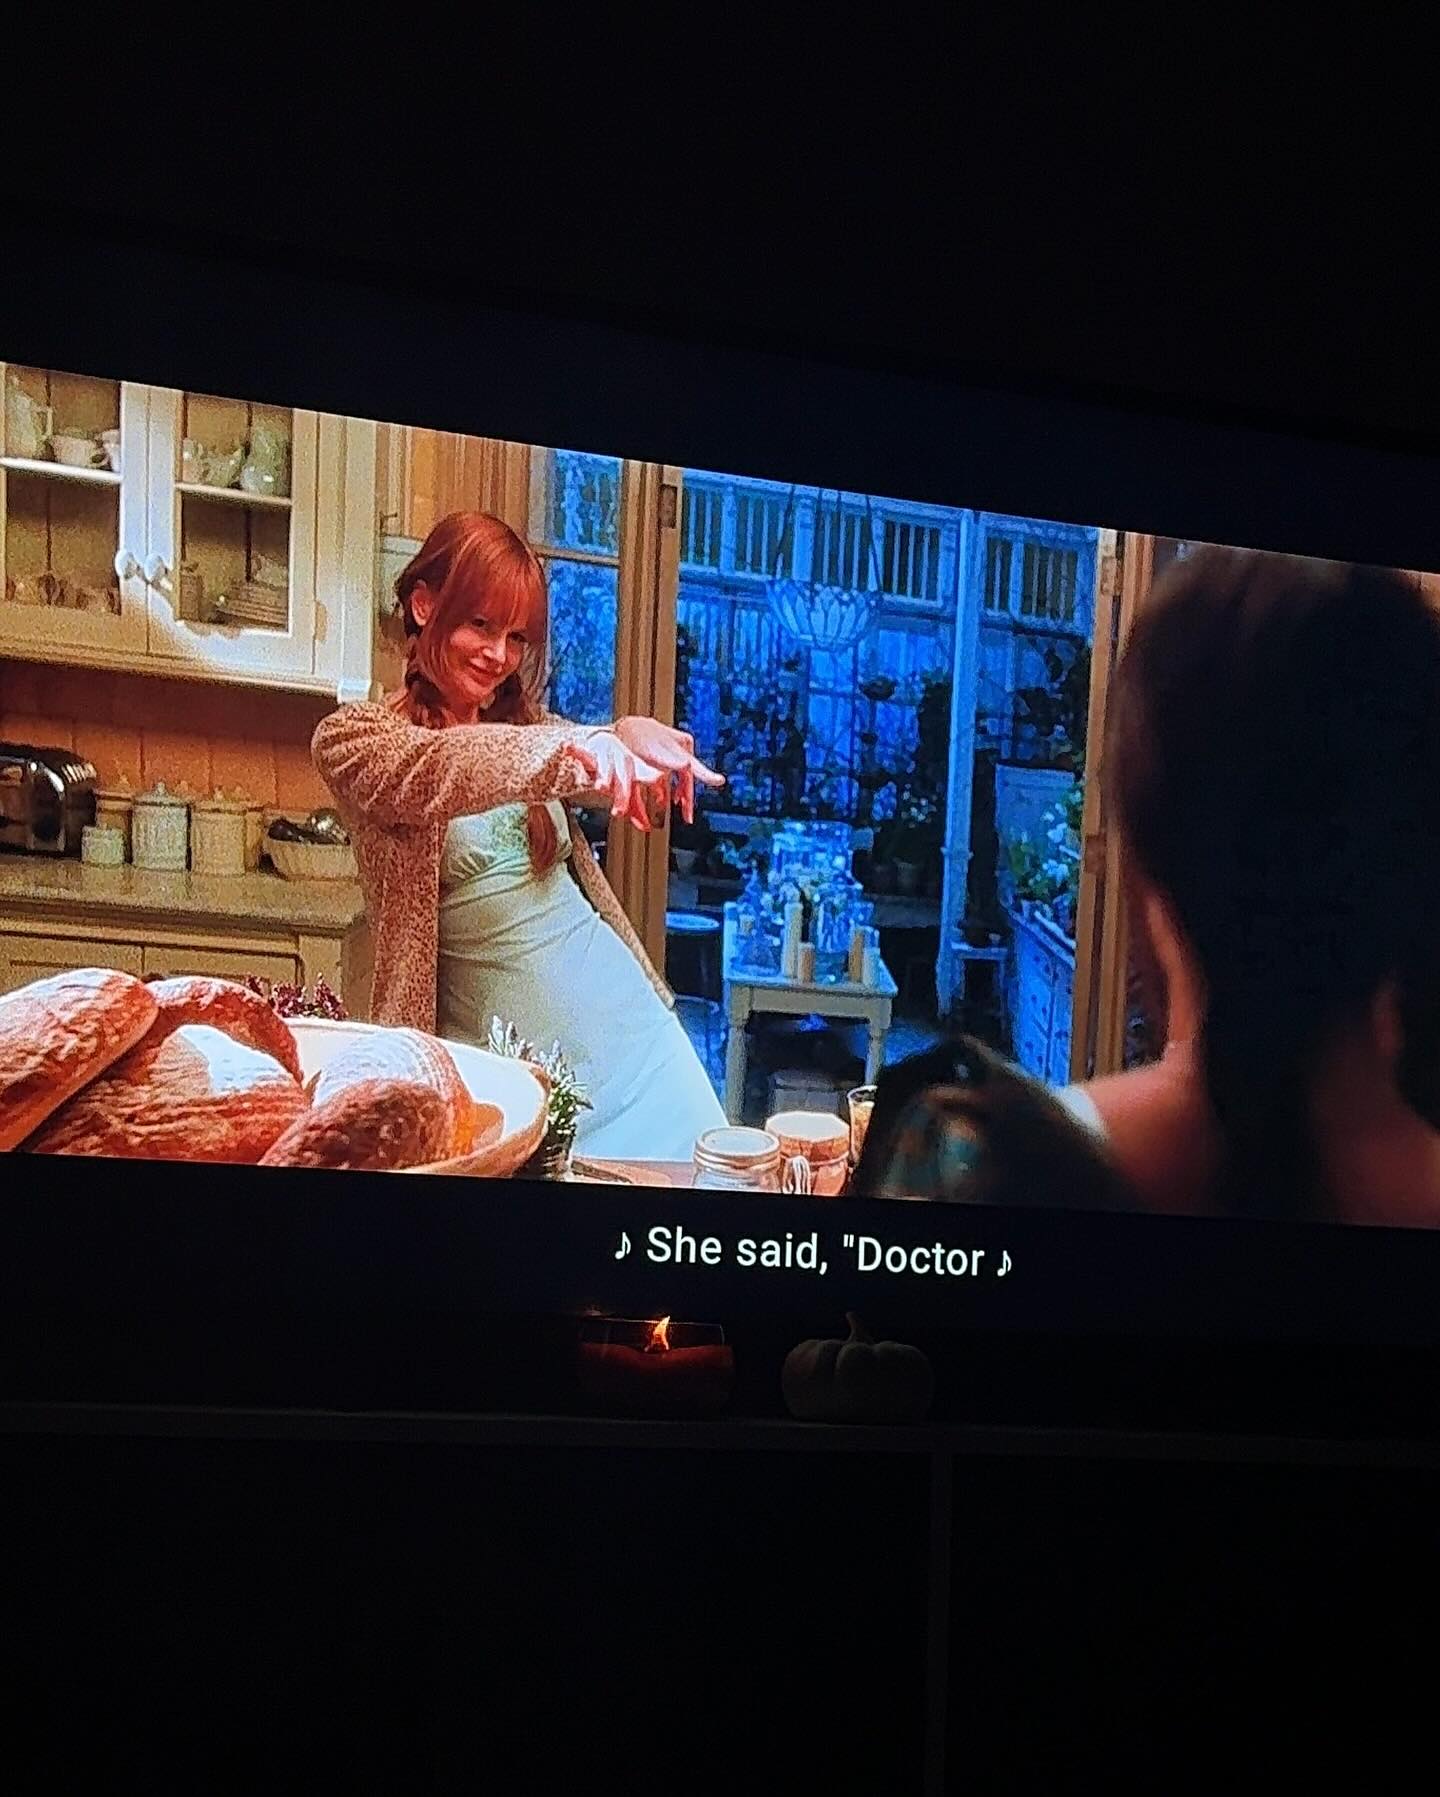 ♪ She said, "Doctor ♪